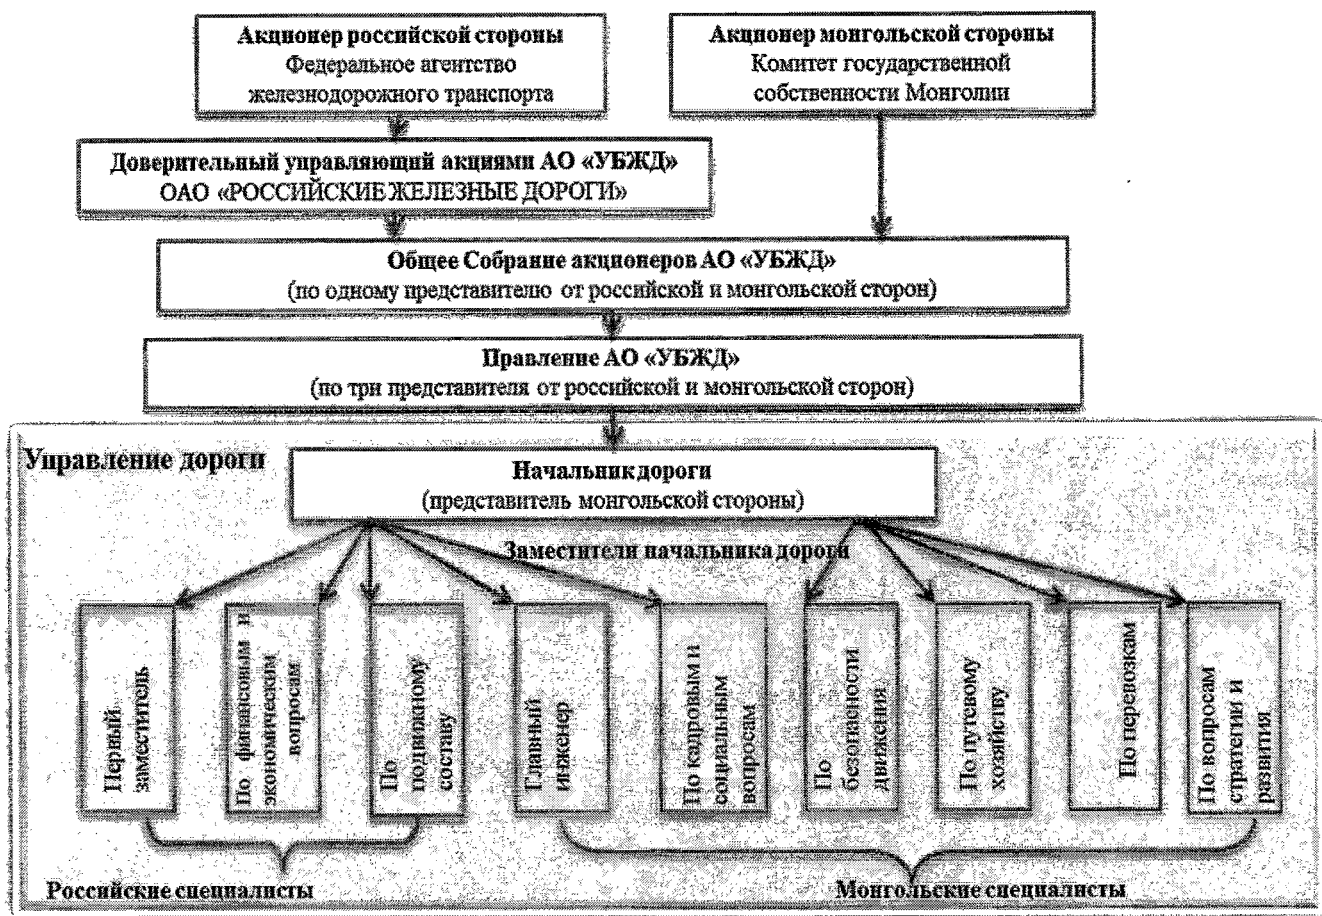 Акционер российской стороны
Федеральное агентство
железнодорожного транспорта
Акционер монгольской стороны
Комитет государственной
собственности Монголии
Доверительный управляющий акциями АО «УБЖД»
ОАО «РОССИЙСКИЕ ЖЕЛЕЗНЫЕ ДОРОГИ»
Общее Собрание акционеров АО «УБЖД»
(по одному представителю от российской и монгольской сторон)
Правление АО «УБЖД»
(по три представителя от российской и монгольской сторон)
Управление дороги
Начальник дороги
(представитель монгольской стороны)
Заместители начальника дороги
Первый
заместитель
По финансовым и
экономическим
вопросам
По
подвижному
составу
Главный
инженер
По кадровым и
социальным
вопросам
По
безопасности
движения
По путевому
хозяйству
По перевозкам
По вопросам
стратегии и
развития
Российские специалисты
Монгольские специалисты